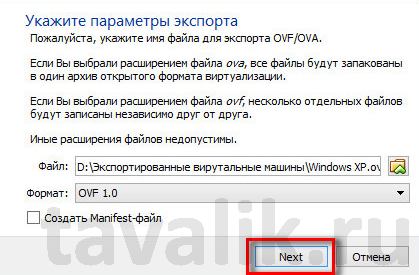 Укажите параметры экспорта
Пожалуйста, укажите имя файла для экспорта OVF/OVA.
Если Вы выбрали расширением файла ova, все файлы будут запакованы
в один архив открытого формата виртуализации.
Если Вы выбрали расширением файла ovf, несколько отдельных файлов
будут записаны независимо друг от друга.
Иные расширения файлов недопустимы.
Файл: D:\Экспортированные вирутальные машины\Windows XP.ov
Формат: OVF 1.0
Создать Manifest-файл
tavalik.ru
Next Отмена